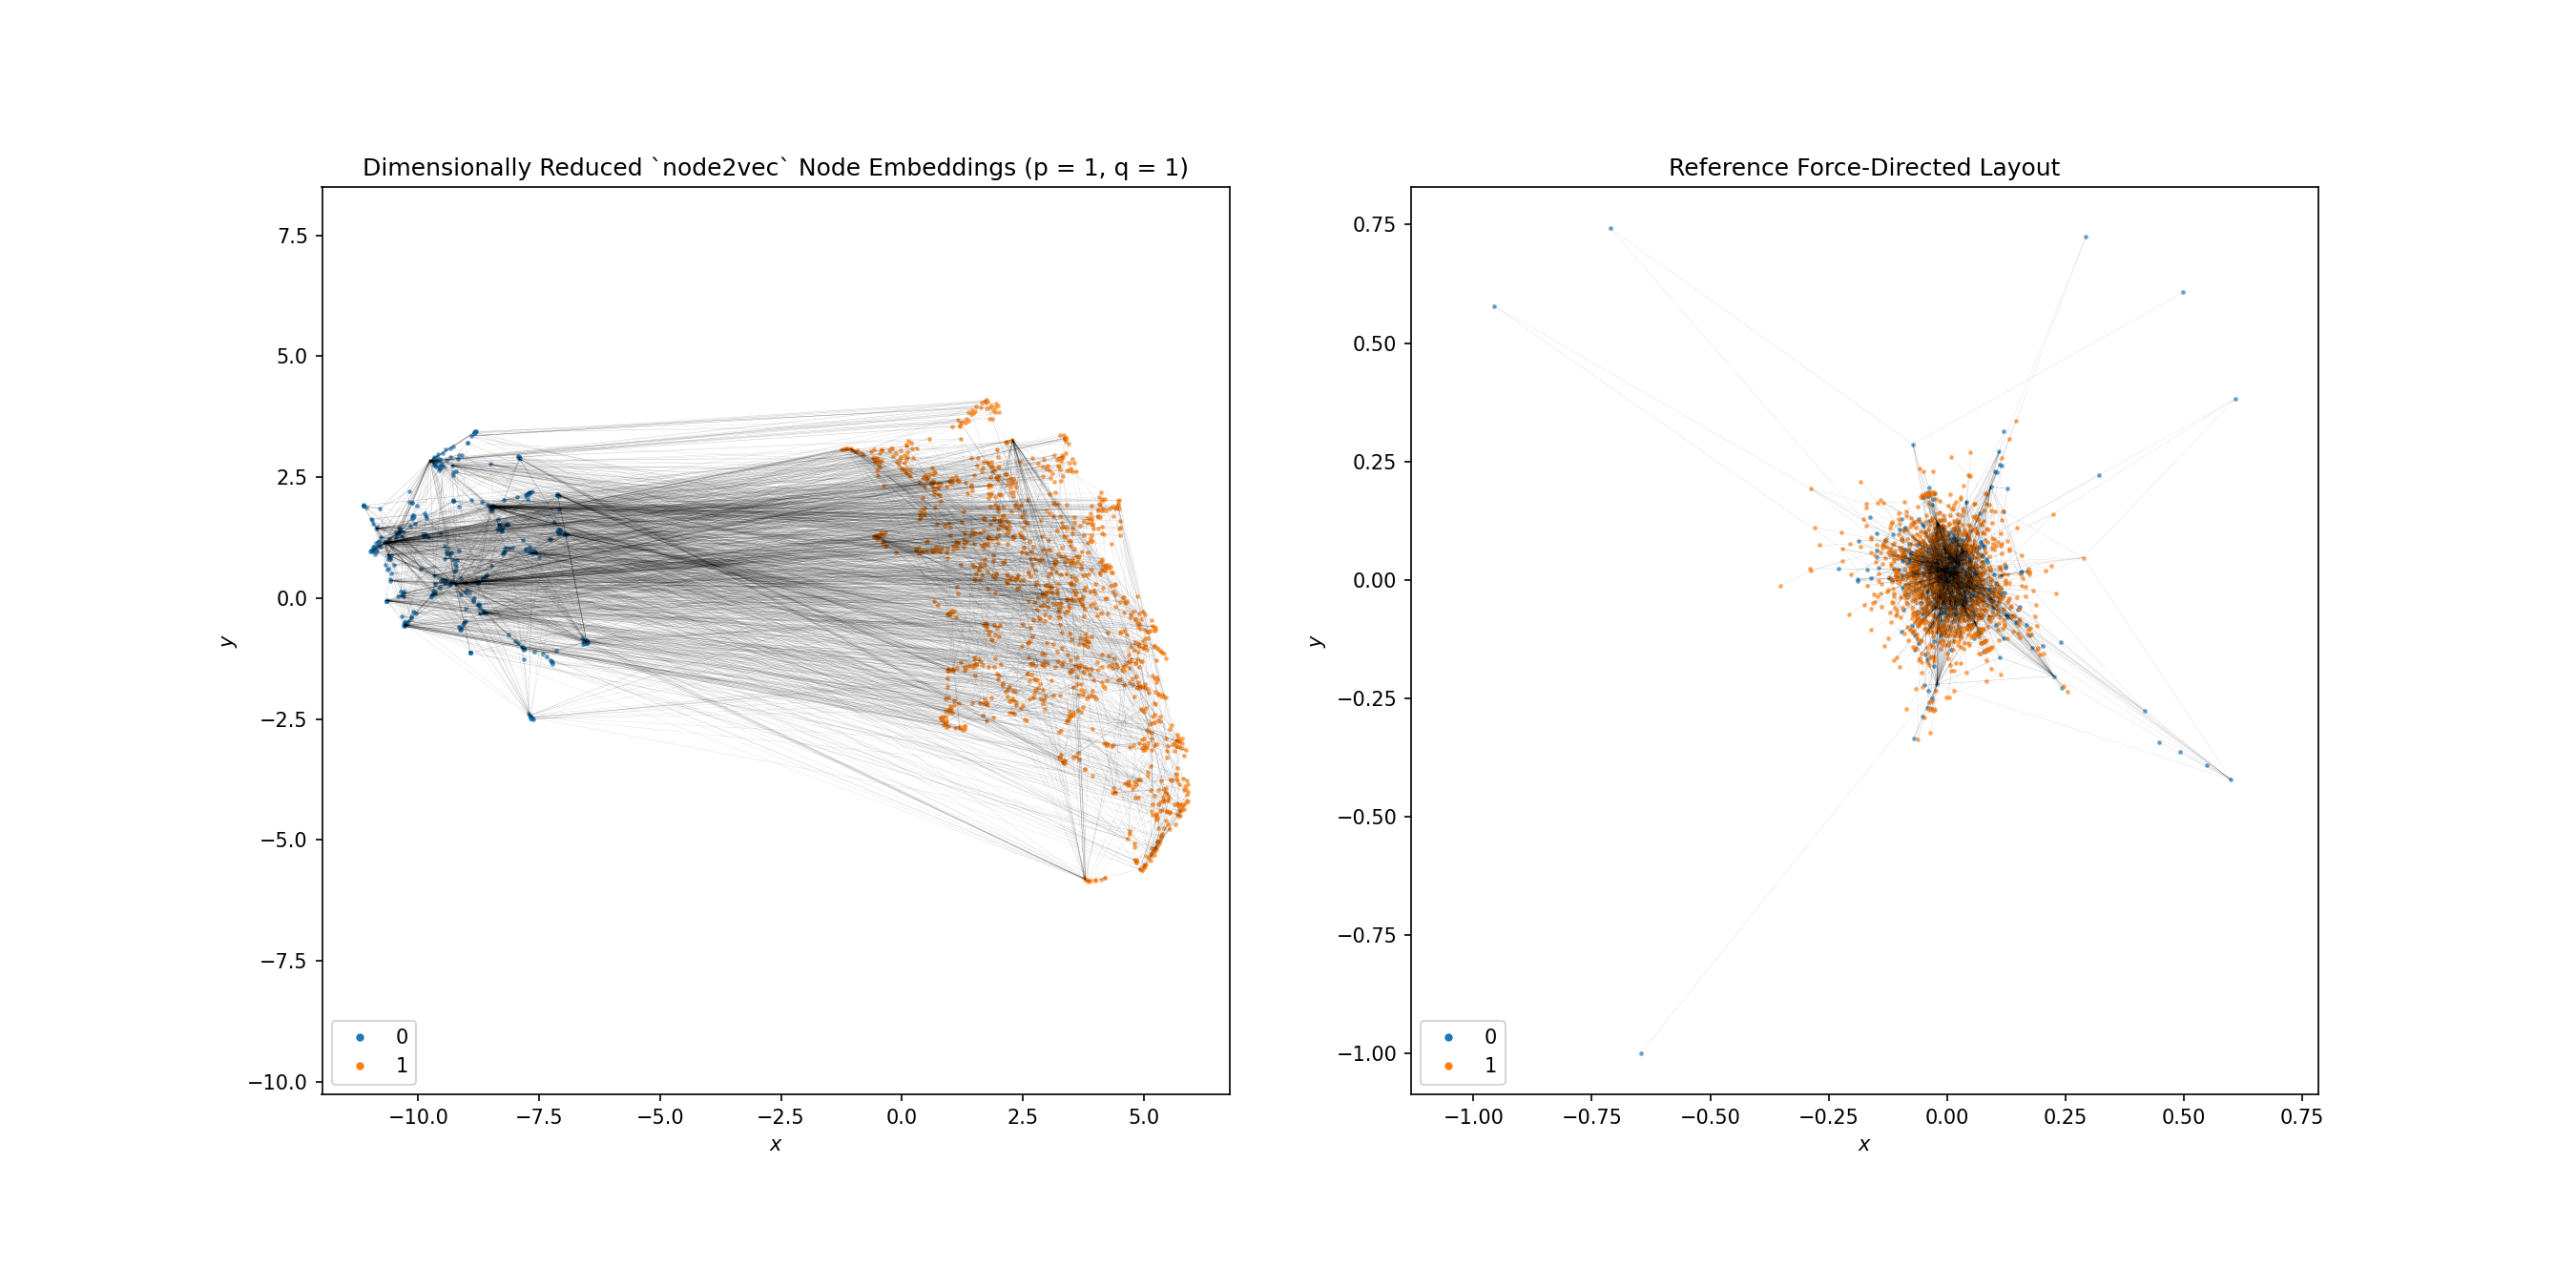 Dimensionally Reduced `node2vec` Node Embeddings (p = 1, q = 1)
7.5
5.0
2.5
0.0
−2.5
−5.0
−7.5
−10.0
y
0
1
−10.0 −7.5 −5.0 −2.5 0.0 2.5 5.0
x
Reference Force-Directed Layout
0.75
0.50
0.25
0.00
−0.25
−0.50
−0.75
−1.00
y
0
1
−1.00 −0.75 −0.50 −0.25 0.00 0.25 0.50 0.75
x